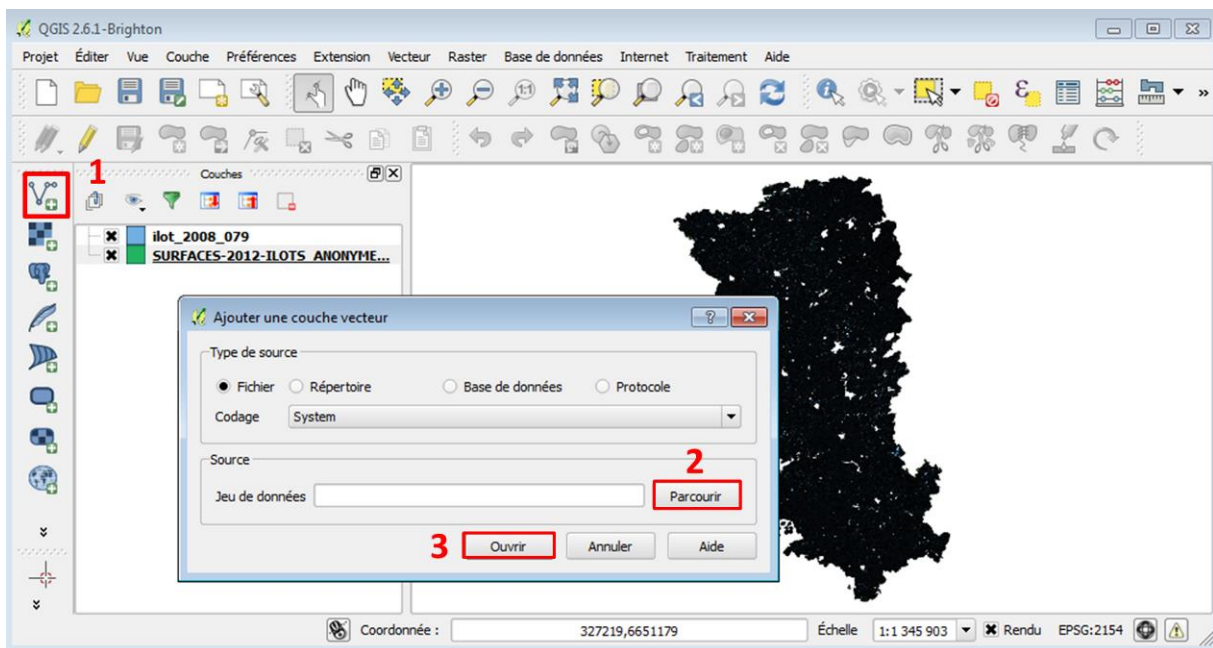 QGIS 2.6.1-Brighton
Projet Éditer Vue Couche Préférences Extension Vecteur Raster Base de données Internet Traitement Aide
1:1
ε
»
1
Couches
ilot_2008_079
SURFACES-2012-ILOTS_ANONYME...
Ajouter une couche vecteur
Type de source
Fichier Répertoire Base de données Protocole
Codage System
Source
2
Jeu de données Parcourir
3 Ouvrir Annuler Aide
Coordonnée : 327219,6651179 Échelle 1:1 345 903 Rendu EPSG:2154